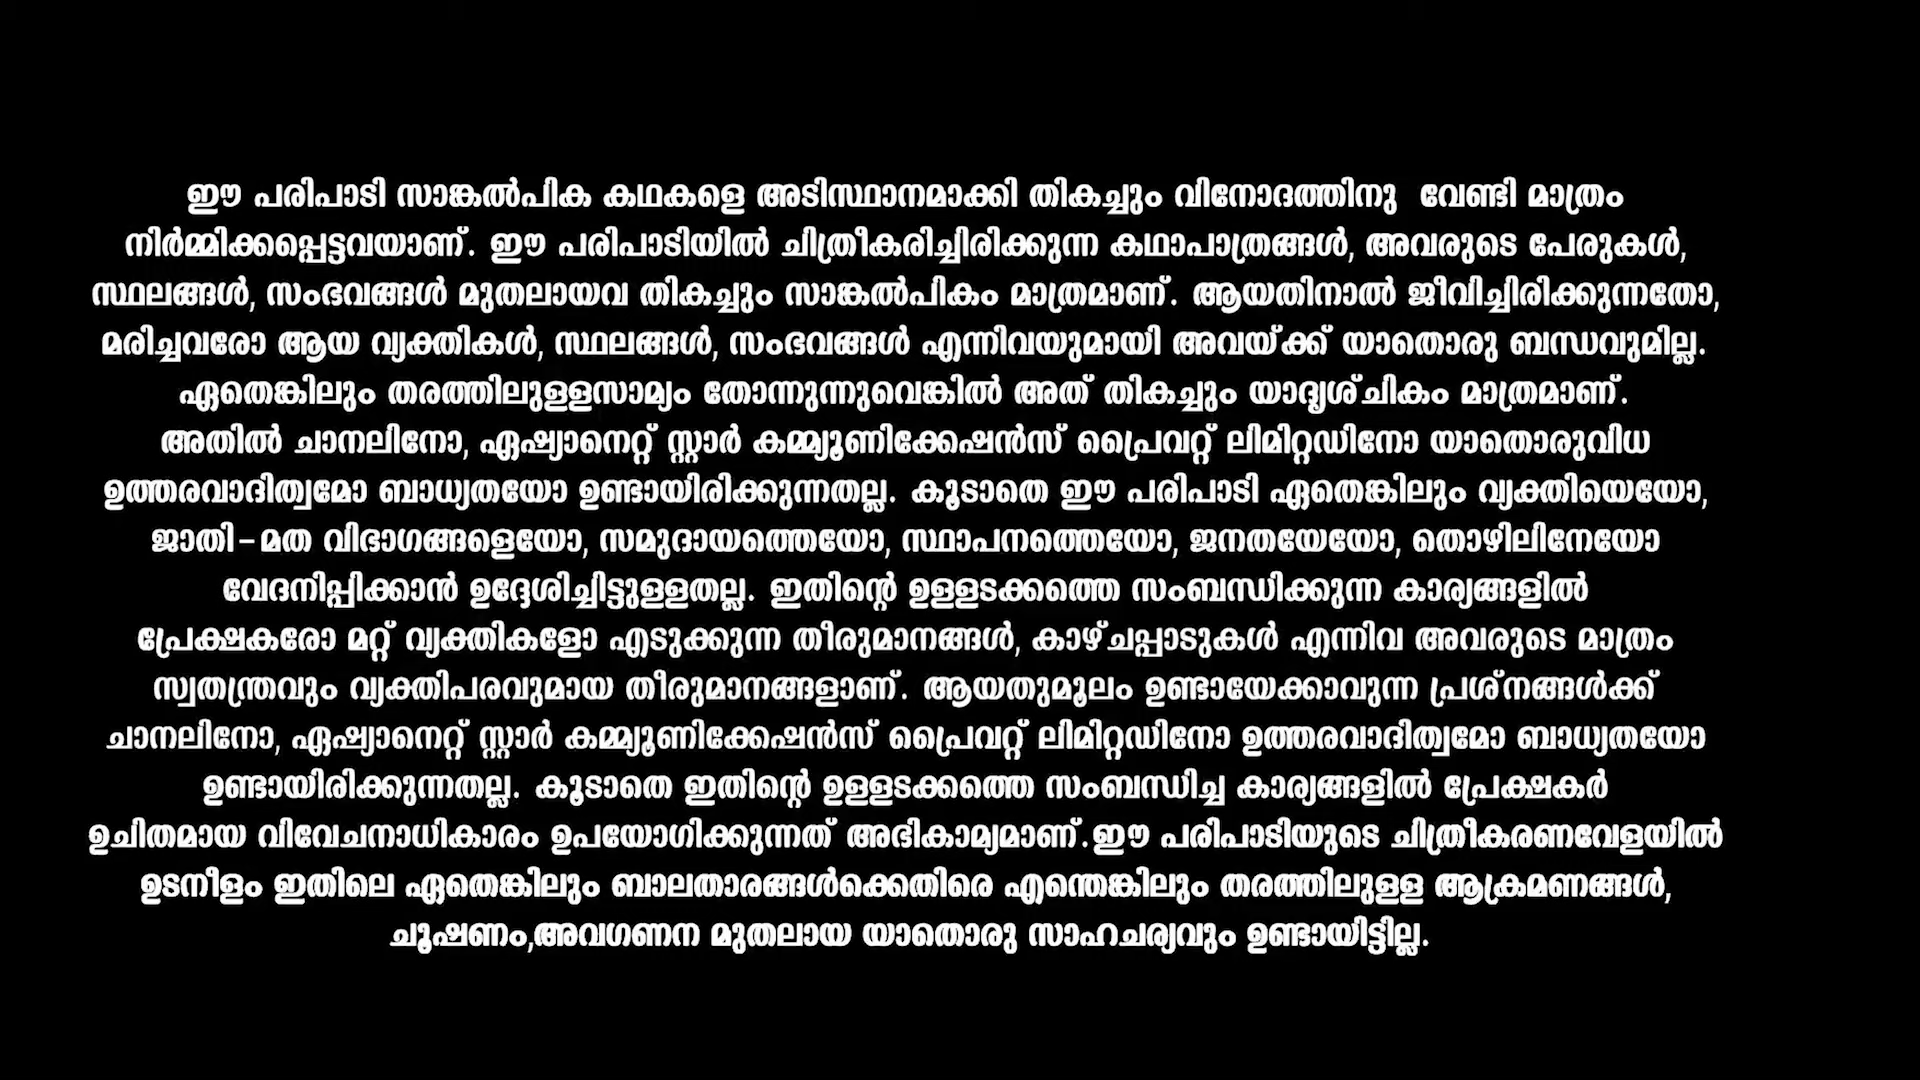 ഈ പരിപാടി സാങ്കൽപിക കഥകളെ അടിസ്ഥാനമാക്കി തികച്ചും വിനോദത്തിനു വേണ്ടി മാത്രം
നിർമ്മിക്കപ്പെട്ടവയാണ്. ഈ പരിപാടിയിൽ ചിത്രീകരിച്ചിരിക്കുന്ന കഥാപാത്രങ്ങൾ, അവരുടെ പേരുകൾ,
സ്ഥലങ്ങൾ, സംഭവങ്ങൾ മുതലായവ തികച്ചും സാങ്കൽപികം മാത്രമാണ്. ആയതിനാൽ ജീവിച്ചിരിക്കുന്നതോ,
മരിച്ചവരോ ആയ വ്യക്തികൾ, സ്ഥലങ്ങൾ, സംഭവങ്ങൾ എന്നിവയുമായി അവയ്ക്ക് യാതൊരു ബന്ധവുമില്ല.
ഏതെങ്കിലും തരത്തിലുള്ളസാമ്യം തോന്നുന്നുവെങ്കിൽ അത് തികച്ചും യാദൃശ്ചികം മാത്രമാണ്.
അതിൽ ചാനലിനോ, ഏഷ്യാനെറ്റ് സ്റ്റാർ കമ്മ്യൂണിക്കേഷൻസ് പ്രൈവറ്റ് ലിമിറ്റഡിനോ യാതൊരുവിധ
ഉത്തരവാദിത്വമോ ബാധ്യതയോ ഉണ്ടായിരിക്കുന്നതല്ല. കൂടാതെ ഈ പരിപാടി ഏതെങ്കിലും വ്യക്തിയെയോ,
ജാതി-മത വിഭാഗങ്ങളെയോ, സമുദായത്തെയോ, സ്ഥാപനത്തെയോ, ജനതയേയോ, തൊഴിലിനേയോ
വേദനിപ്പിക്കാൻ ഉദ്ദേശിച്ചിട്ടുള്ളതല്ല. ഇതിന്റെ ഉള്ളടക്കത്തെ സംബന്ധിക്കുന്ന കാര്യങ്ങളിൽ
പ്രേക്ഷകരോ മറ്റ് വ്യക്തികളോ എടുക്കുന്ന തീരുമാനങ്ങൾ, കാഴ്ചപ്പാടുകൾ എന്നിവ അവരുടെ മാത്രം
സ്വതന്ത്രവും വ്യക്തിപരവുമായ തീരുമാനങ്ങളാണ്. ആയതുമൂലം ഉണ്ടായേക്കാവുന്ന പ്രശ്നങ്ങൾക്ക്
ചാനലിനോ, ഏഷ്യാനെറ്റ് സ്റ്റാർ കമ്മ്യൂണിക്കേഷൻസ് പ്രൈവറ്റ് ലിമിറ്റഡിനോ ഉത്തരവാദിത്വമോ ബാധ്യതയോ
ഉണ്ടായിരിക്കുന്നതല്ല. കൂടാതെ ഇതിന്റെ ഉള്ളടക്കത്തെ സംബന്ധിച്ച കാര്യങ്ങളിൽ പ്രേക്ഷകർ
ഉചിതമായ വിവേചനാധികാരം ഉപയോഗിക്കുന്നത് അഭികാമ്യമാണ്.ഈ പരിപാടിയുടെ ചിത്രീകരണവേളയിൽ
ഉടനീളം ഇതിലെ ഏതെങ്കിലും ബാലതാരങ്ങൾക്കെതിരെ എന്തെങ്കിലും തരത്തിലുള്ള ആക്രമണങ്ങൾ,
ചൂഷണം,അവഗണന മുതലായ യാതൊരു സാഹചര്യവും ഉണ്ടായിട്ടില്ല.